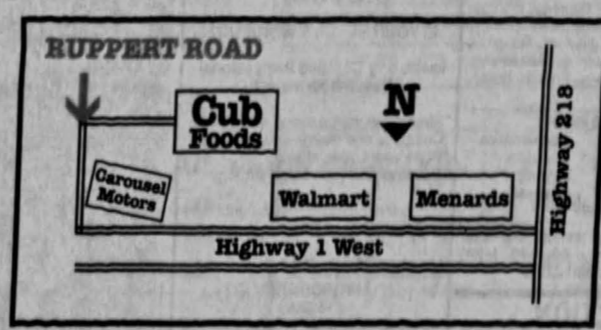 RUPPERT ROAD
Cub
Foods
N
Carousel
Motors
Walmart
Menards
Highway 218
Highway 1 West